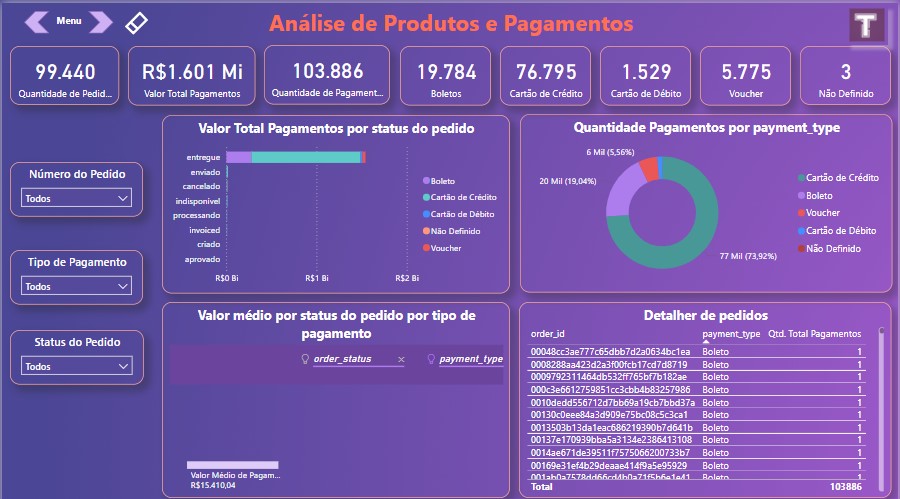 Menu
Análise de Produtos e Pagamentos
T
99.440
Quantidade de Pedid...
R$1.601 Mi
Valor Total Pagamentos
103.886
Quantidade de Pagament...
19.784
Boletos
76.795
Cartão de Crédito
1.529
Cartão de Débito
5.775
Voucher
3
Não Definido
Número do Pedido
Todos
Tipo de Pagamento
Todos
Status do Pedido
Todos
Valor Total Pagamentos por status do pedido
entregue
enviado
cancelado
indisponível
processando
invoiced
criado
aprovado
R$0 Bi
R$1 Bi
R$2 Bi
Boleto
Cartão de Crédito
Cartão de Débito
Não Definido
Voucher
Quantidade Pagamentos por payment_type
6 Mil (5,56%)
20 Mil (19,04%)
77 Mil (73,92%)
Cartão de Crédito
Boleto
Voucher
Cartão de Débito
Não Definido
Valor médio por status do pedido por tipo de
pagamento
order_status
payment_type
Valor Médio de Pagam...
R$15.410,04
Detalher de pedidos
order_id payment_type Qtd. Total Pagamentos
00048cc3ae777c65dbb7d2a0634bc1ea Boleto 1
0008288aa423d2a3f00fcb17cd7d8719 Boleto 1
0009792311464db532ff765bf7b182ae Boleto 1
000c3e6612759851cc3cbb4b83257986 Boleto 1
0010dedd556712d7bb69a19cb7bbd37a Boleto 1
00130c0eee84a3d909e75bc08c5c3ca1 Boleto 1
0013503b13da1eac686219390b7d641b Boleto 1
00137e170939bba5a3134e2386413108 Boleto 1
0014ae671de39511f7575066200733b7 Boleto 1
00169e31ef4b29deaae414f9a5e95929 Boleto 1
Boleto 1
Total 103886